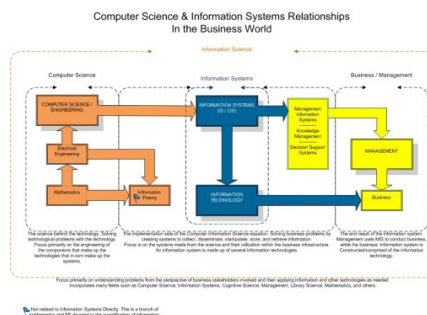 Computer Science & Information Systems Relationships
In the Business World
Information Science
Computer Science
Information Systems
Business / Management
COMPUTER SCIENCE /
ENGINEERING
INFORMATION SYSTEMS
(IS / CIS)
Management
Information
Systems
Knowledge
Management
Decision Support
Systems
Electrical
Engineering
MANAGEMENT
Mathematics
Information
Theory
INFORMATION
TECHNOLOGY
Business
The science behind the technology. Solving
technological problems with the technology.
Focus primarily on the engineering of
the components that make up the
technologies that in-turn make up the
systems.
The implementation side of the Computer Information Science equation. Solving business problems by
creating systems to collect, disseminate, manipulate, store, and retrieve information.
Focus is on the systems made from the science and their utilization within the business infrastructure.
An information system is made up of several information technologies.
The end result of the information system.
Management uses MIS to conduct business,
while the business' information system is
Constructed/comprised of the information
technology.
Focus primarily on understanding problems from the perspective of business stakeholders involved and then applying information and other technologies as needed.
Incorporates many fields such as Computer Science, Information Systems, Cognitive Science, Management, Library Science, Mathematics, and others.
Not related to Information Systems Directly. This is a branch of